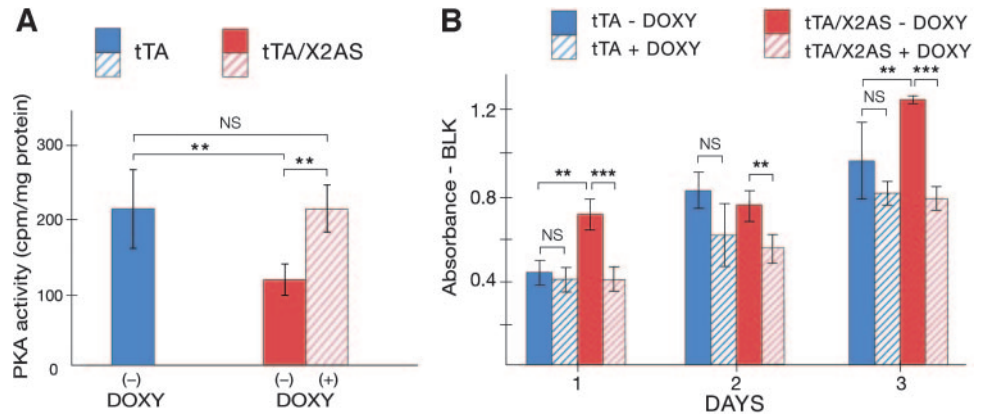 A
tTA
tTA/X2AS
PKA activity (cpm/mg protein)
300
200
100
0
NS
**
**
(–)
(–)
(+)
DOXY
DOXY
B
tTA - DOXY
tTA + DOXY
tTA/X2AS - DOXY
tTA/X2AS + DOXY
Absorbance - BLK
1.2
0.8
0.4
NS
**
***
NS
**
NS
**
***
1
2
3
DAYS